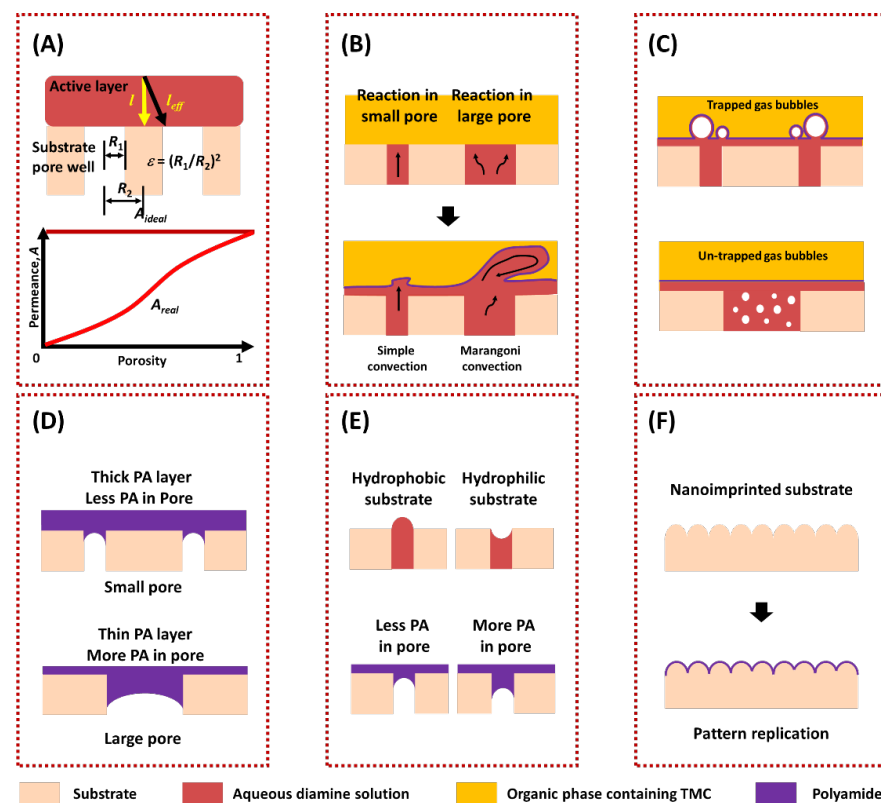 (A)
Active layer
l
l_eff
Substrate
pore well
R1
ε = (R1/R2)²
R2
A_ideal
Permeance, A
A_real
0
Porosity
1
(B)
Reaction in
small pore
Reaction in
large pore
Simple
convection
Marangoni
convection
(C)
Trapped gas bubbles
Un-trapped gas bubbles
(D)
Thick PA layer
Less PA in Pore
Small pore
Thin PA layer
More PA in pore
Large pore
(E)
Hydrophobic
substrate
Hydrophilic
substrate
Less PA
in pore
More PA
in pore
(F)
Nanoimprinted substrate
Pattern replication
Substrate
Aqueous diamine solution
Organic phase containing TMC
Polyamide